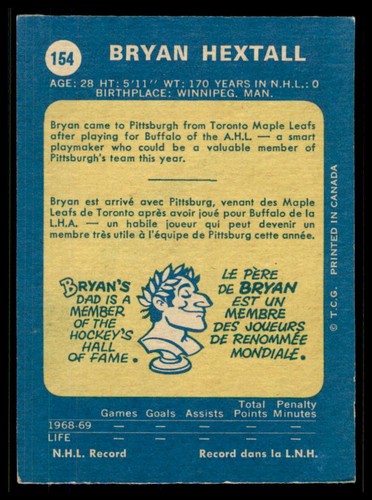 154
BRYAN HEXTALL
AGE: 28 HT: 5'11" WT: 170 YEARS IN N.H.L.: 0
BIRTHPLACE: WINNIPEG, MAN.
Bryan came to Pittsburgh from Toronto Maple Leafs
after playing for Buffalo of the A.H.L. — a smart
playmaker who could be a valuable member of
Pittsburgh's team this year.
Bryan est arrivé avec Pittsburg, venant des Maple
Leafs de Toronto après avoir joué pour Buffalo de la
L.H.A. — un habile joueur qui peut devenir un
membre très utile à l'équipe de Pittsburg cette année.
BRYAN'S
DAD IS A
MEMBER
OF THE
HOCKEY'S
HALL
OF FAME.
LE PÈRE
DE BRYAN
EST UN
MEMBRE
DES JOUEURS
DE RENOMMÉE
MONDIALE.
© T.C.G. PRINTED IN CANADA
Total Penalty
Games Goals Assists Points Minutes
1968-69 — — — — —
LIFE — — — — —
N.H.L. Record Record dans la L.N.H.